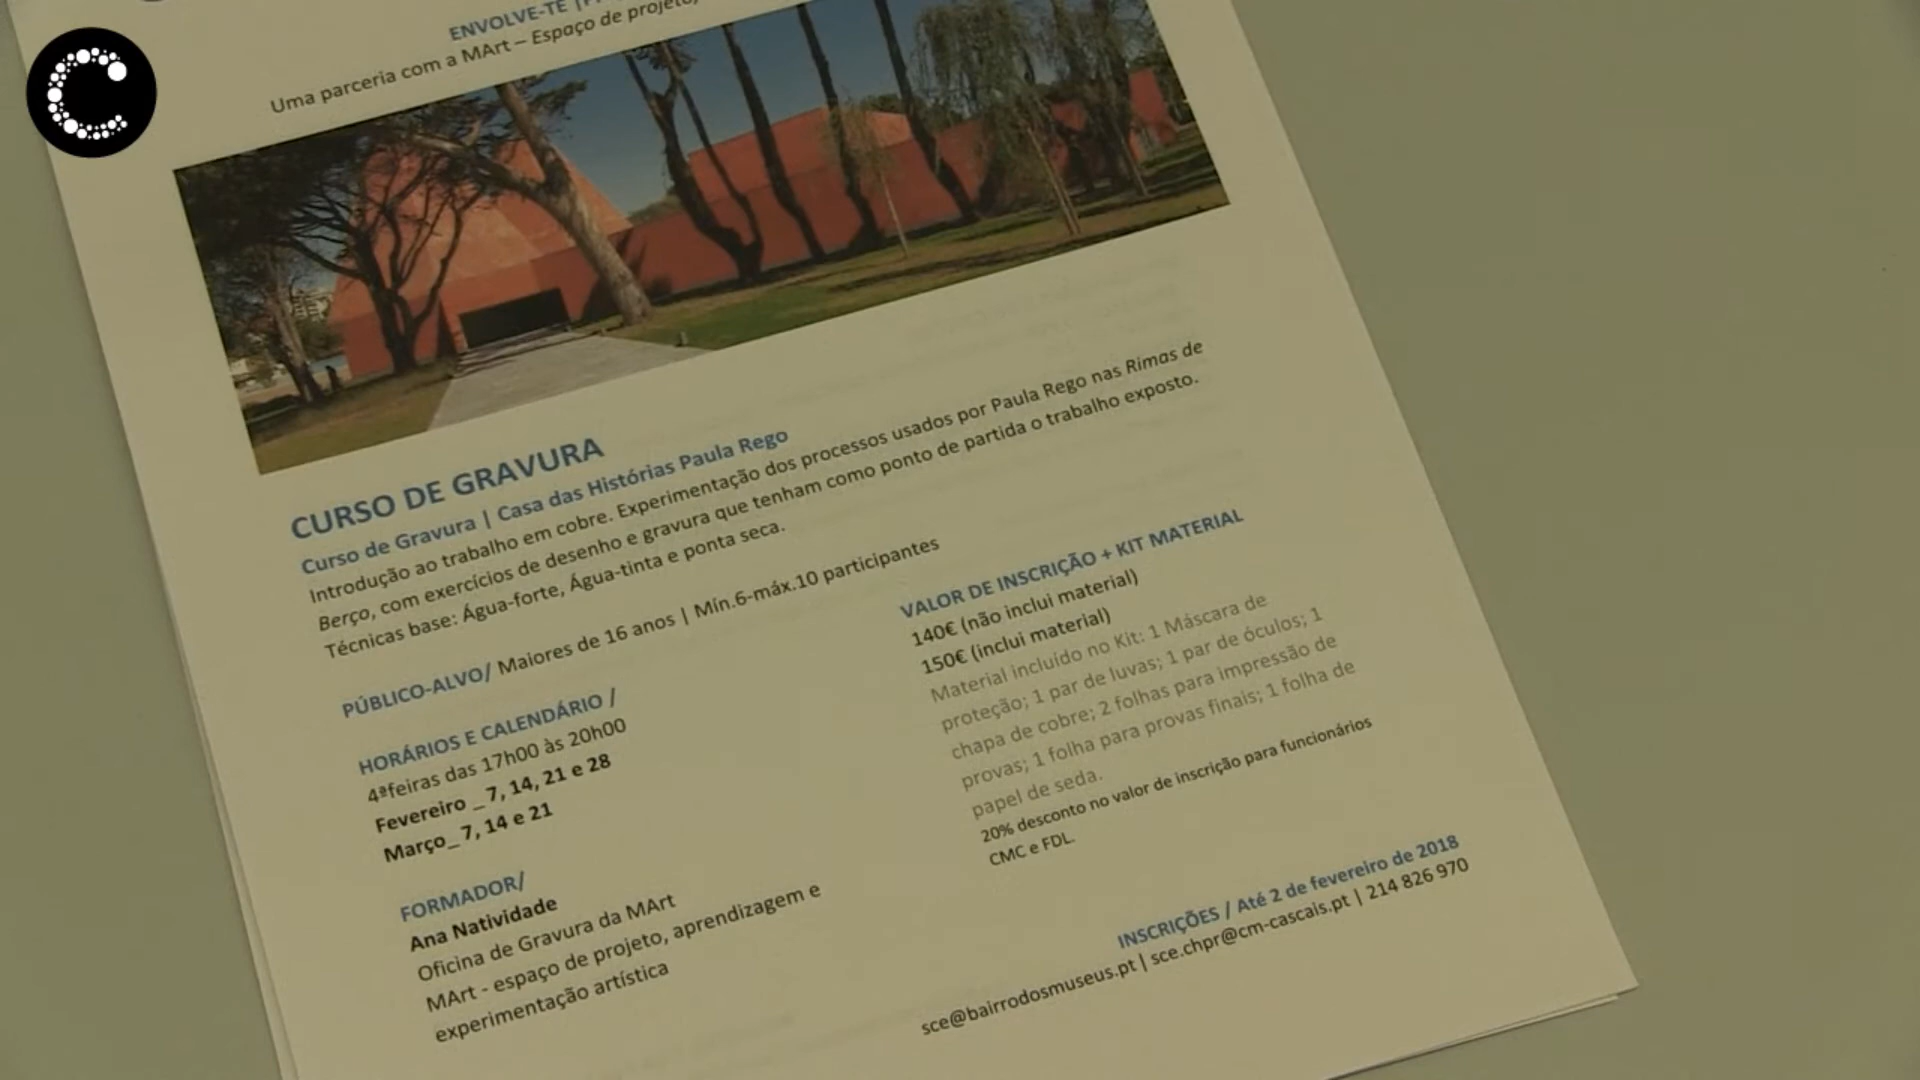 ENVOLVE-TE
Uma parceria com a MArt – Espaço de projeto,
CURSO DE GRAVURA
Curso de Gravura | Casa das Histórias Paula Rego
Introdução ao trabalho em cobre. Experimentação dos processos usados por Paula Rego nas Rimas de
Berço, com exercícios de desenho e gravura que tenham como ponto de partida o trabalho exposto.
Técnicas base: Água-forte, Água-tinta e ponta seca.
PÚBLICO-ALVO/ Maiores de 16 anos | Mín.6-máx.10 participantes
HORÁRIOS E CALENDÁRIO /
4ªfeiras das 17h00 às 20h00
Fevereiro _ 7, 14, 21 e 28
Março_ 7, 14 e 21
FORMADOR/
Ana Natividade
Oficina de Gravura da MArt
MArt - espaço de projeto, aprendizagem e
experimentação artística
VALOR DE INSCRIÇÃO + KIT MATERIAL
140€ (não inclui material)
150€ (inclui material)
Material incluído no Kit: 1 Máscara de
proteção; 1 par de luvas; 1 par de óculos; 1
chapa de cobre; 2 folhas para impressão de
provas; 1 folha para provas finais; 1 folha de
papel de seda.
20% desconto no valor de inscrição para funcionários
CMC e FDL.
INSCRIÇÕES / Até 2 de fevereiro de 2018
sce@bairrodosmuseus.pt | sce.chpr@cm-cascais.pt | 214 826 970